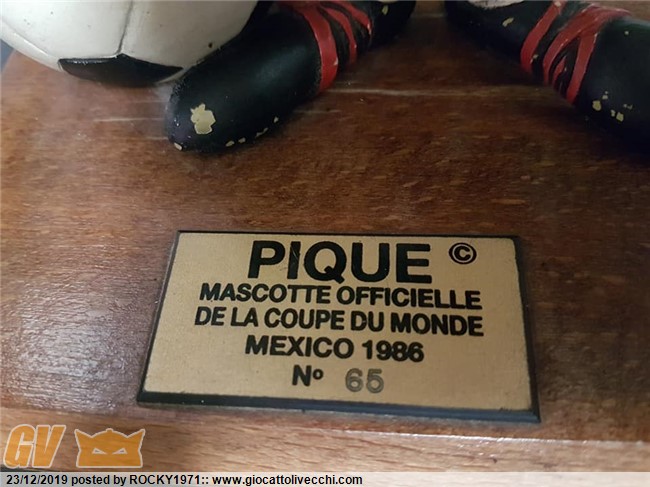 PIQUE ©
MASCOTTE OFFICIELLE
DE LA COUPE DU MONDE
MEXICO 1986
Nº 65
GV
23/12/2019 posted by ROCKY1971:: www.giocattolivecchi.com